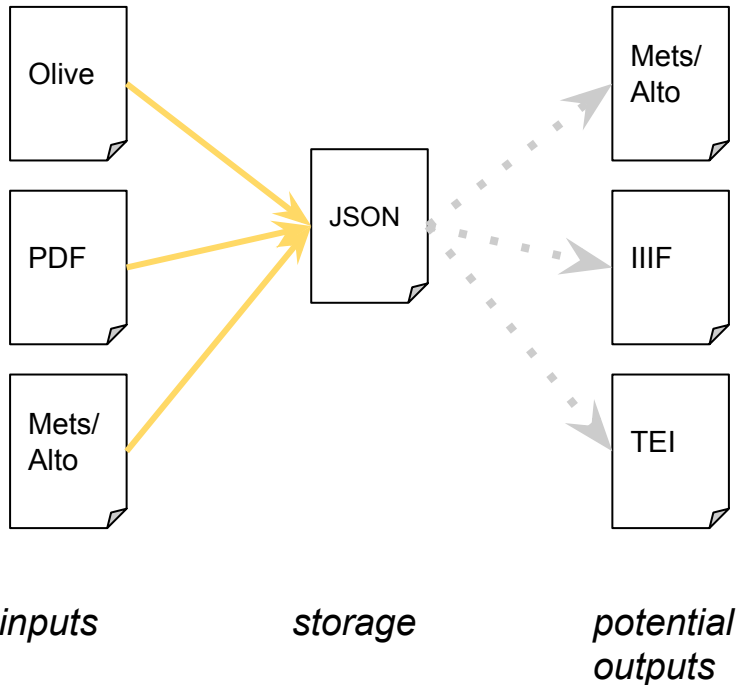 Olive
PDF
Mets/
Alto
JSON
Mets/
Alto
IIIF
TEI
inputs
storage
potential
outputs